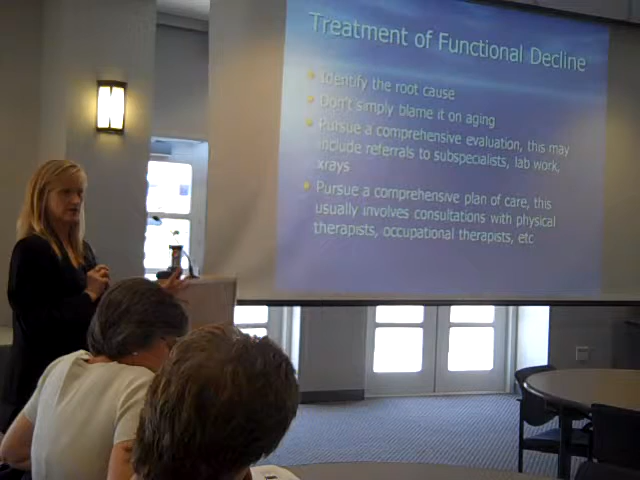 Treatment of Functional Decline
Identify the root cause
Don't simply blame it on aging
Pursue a comprehensive evaluation, this may
include referrals to subspecialists, lab work,
xrays
Pursue a comprehensive plan of care, this
usually involves consultations with physical
therapists, occupational therapists, etc